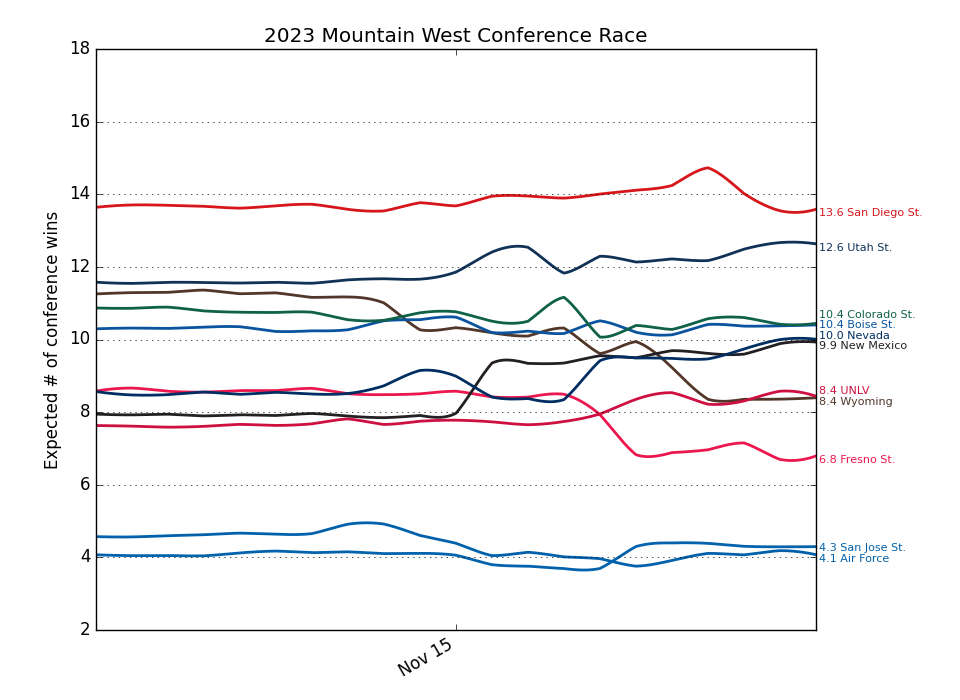 2023 Mountain West Conference Race
Expected # of conference wins
18
16
14
12
10
8
6
4
2
Nov 15
13.6 San Diego St.
12.6 Utah St.
10.4 Colorado St.
10.4 Boise St.
10.0 Nevada
9.9 New Mexico
8.4 UNLV
8.4 Wyoming
6.8 Fresno St.
4.3 San Jose St.
4.1 Air Force